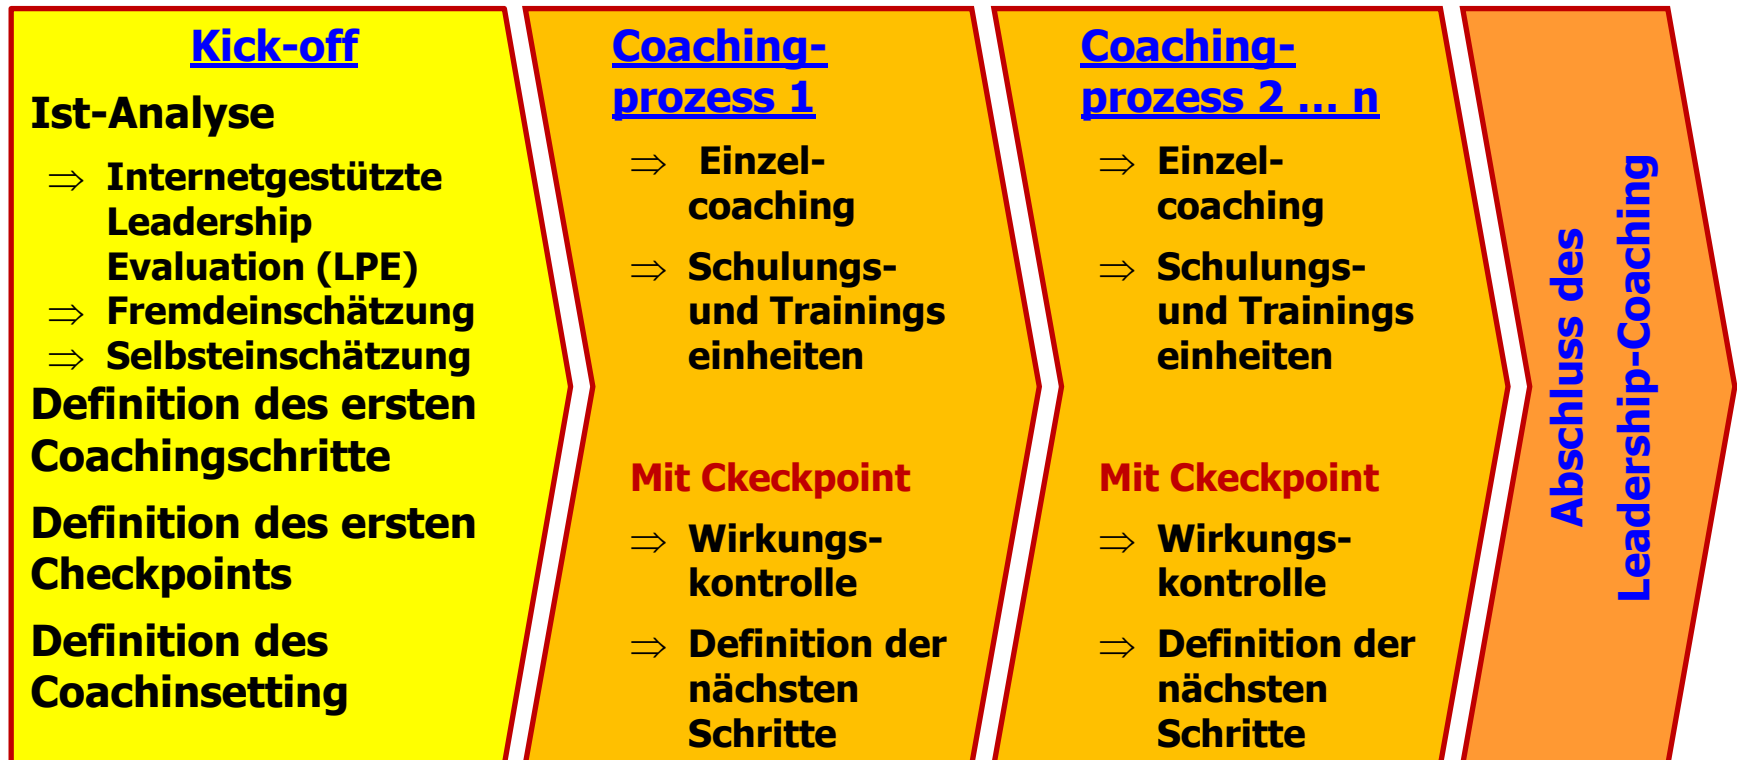 Kick-off
Ist-Analyse
⇒ Internetgestützte
Leadership
Evaluation (LPE)
⇒ Fremdeinschätzung
⇒ Selbsteinschätzung
Definition des ersten
Coachingschritte
Definition des ersten
Checkpoints
Definition des
Coachinsetting
Coaching-
prozess 1
⇒ Einzel-
coaching
⇒ Schulungs-
und Trainings
einheiten
Mit Ckeckpoint
⇒ Wirkungs-
kontrolle
⇒ Definition der
nächsten
Schritte
Coaching-
prozess 2 … n
⇒ Einzel-
coaching
⇒ Schulungs-
und Trainings
einheiten
Mit Ckeckpoint
⇒ Wirkungs-
kontrolle
⇒ Definition der
nächsten
Schritte
Abschluss des
Leadership-Coaching